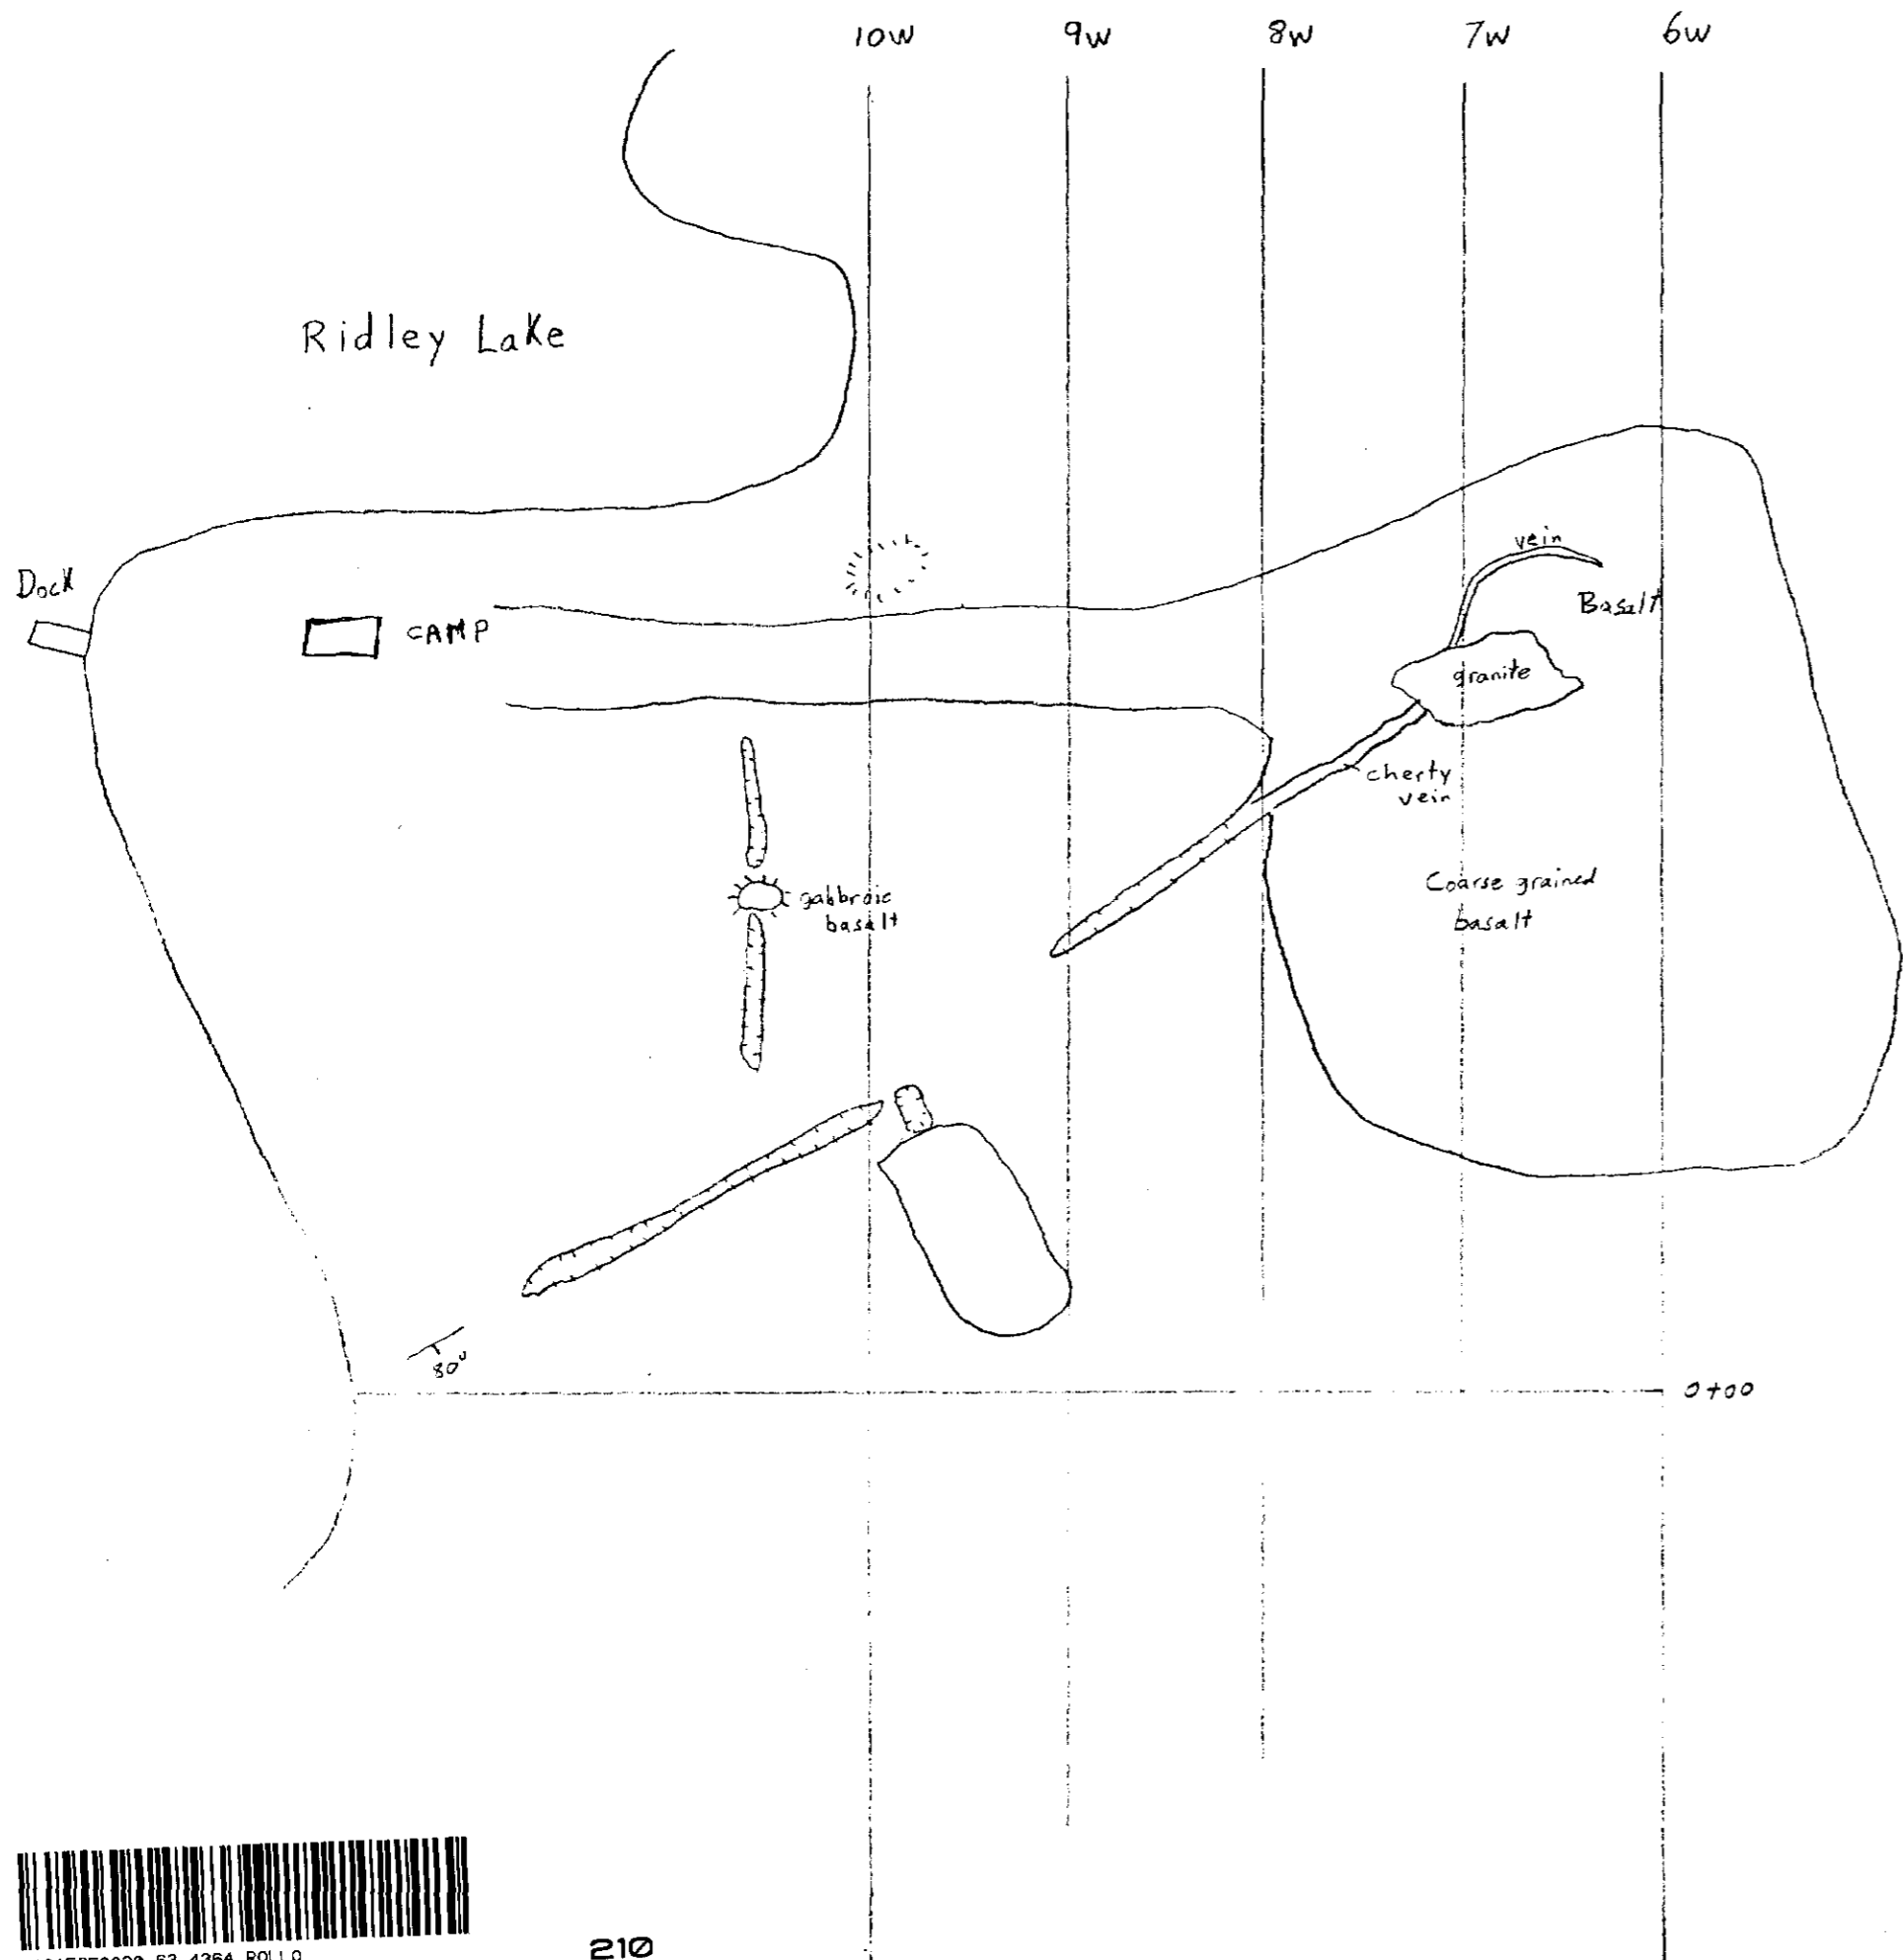 10W 9W 8W 7W 6W
Ridley Lake
Dock
CAMP
vein
Basalt
granite
cherty
vein
gabbroic
basalt
Coarse grained
basalt
80°
0+00
210